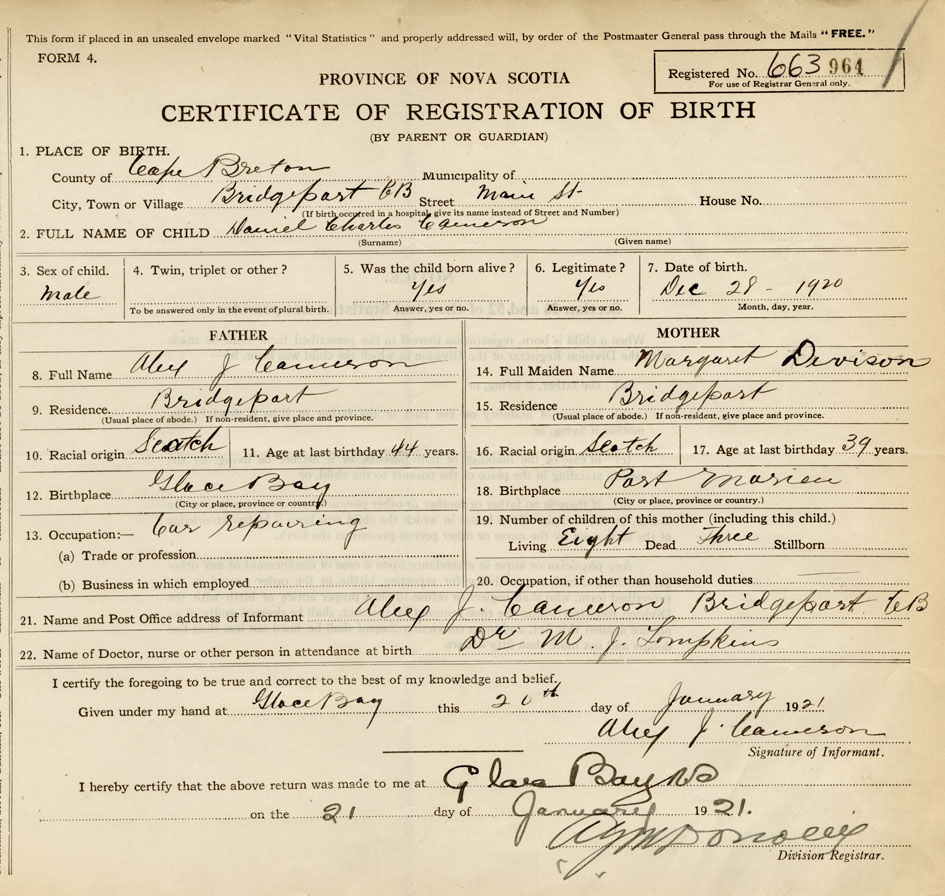 This form if placed in an unsealed envelope marked "Vital Statistics" and properly addressed will, by order of the Postmaster General pass through the Mails "FREE."
FORM 4.
Registered No. 663 964
For use of Registrar General only.
PROVINCE OF NOVA SCOTIA
CERTIFICATE OF REGISTRATION OF BIRTH
(BY PARENT OR GUARDIAN)
1. PLACE OF BIRTH.
County of Cape Breton Municipality of
City, Town or Village Bridgeport CB Street Main St House No.
(If birth occurred in a hospital, give its name instead of Street and Number)
2. FULL NAME OF CHILD Daniel Charles Cameron
(Surname) (Given name)
3. Sex of child. 4. Twin, triplet or other? 5. Was the child born alive? 6. Legitimate? 7. Date of birth.
Male Yes Yes Dec 28 - 1920
To be answered only in the event of plural birth. Answer, yes or no. Answer, yes or no. Month, day, year.
FATHER
8. Full Name Alex J Cameron
9. Residence. Bridgeport
(Usual place of abode.) If non-resident, give place and province.
10. Racial origin Scotch 11. Age at last birthday 44 years.
12. Birthplace Glace Bay
(City or place, province or country.)
13. Occupation:— Car repairing
(a) Trade or profession
(b) Business in which employed
MOTHER
14. Full Maiden Name Margaret Divison
15. Residence Bridgeport
(Usual place of abode.) If non-resident, give place and province.
16. Racial origin Scotch 17. Age at last birthday 39 years.
18. Birthplace Port Morien
(City or place, province or country.)
19. Number of children of this mother (including this child.)
Living Eight Dead Three Stillborn
20. Occupation, if other than household duties
21. Name and Post Office address of Informant Alex J. Cameron Bridgeport CB
22. Name of Doctor, nurse or other person in attendance at birth Dr M. J. Tompkins
I certify the foregoing to be true and correct to the best of my knowledge and belief.
Given under my hand at Glace Bay this 20th day of January 1921
Alex J. Cameron
Signature of Informant.
I hereby certify that the above return was made to me at Glace Bay NS
on the 21 day of January 1921.
Division Registrar.